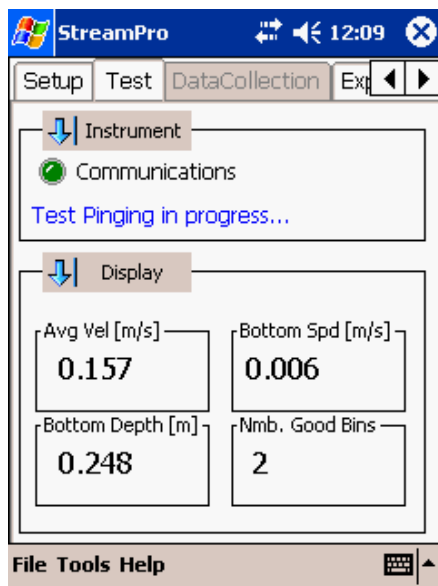 StreamPro 12:09
Setup Test DataCollection
Instrument
Communications
Test Pinging in progress...
Display
Avg Vel [m/s] Bottom Spd [m/s]
0.157 0.006
Bottom Depth [m] Nmb. Good Bins
0.248 2
File Tools Help